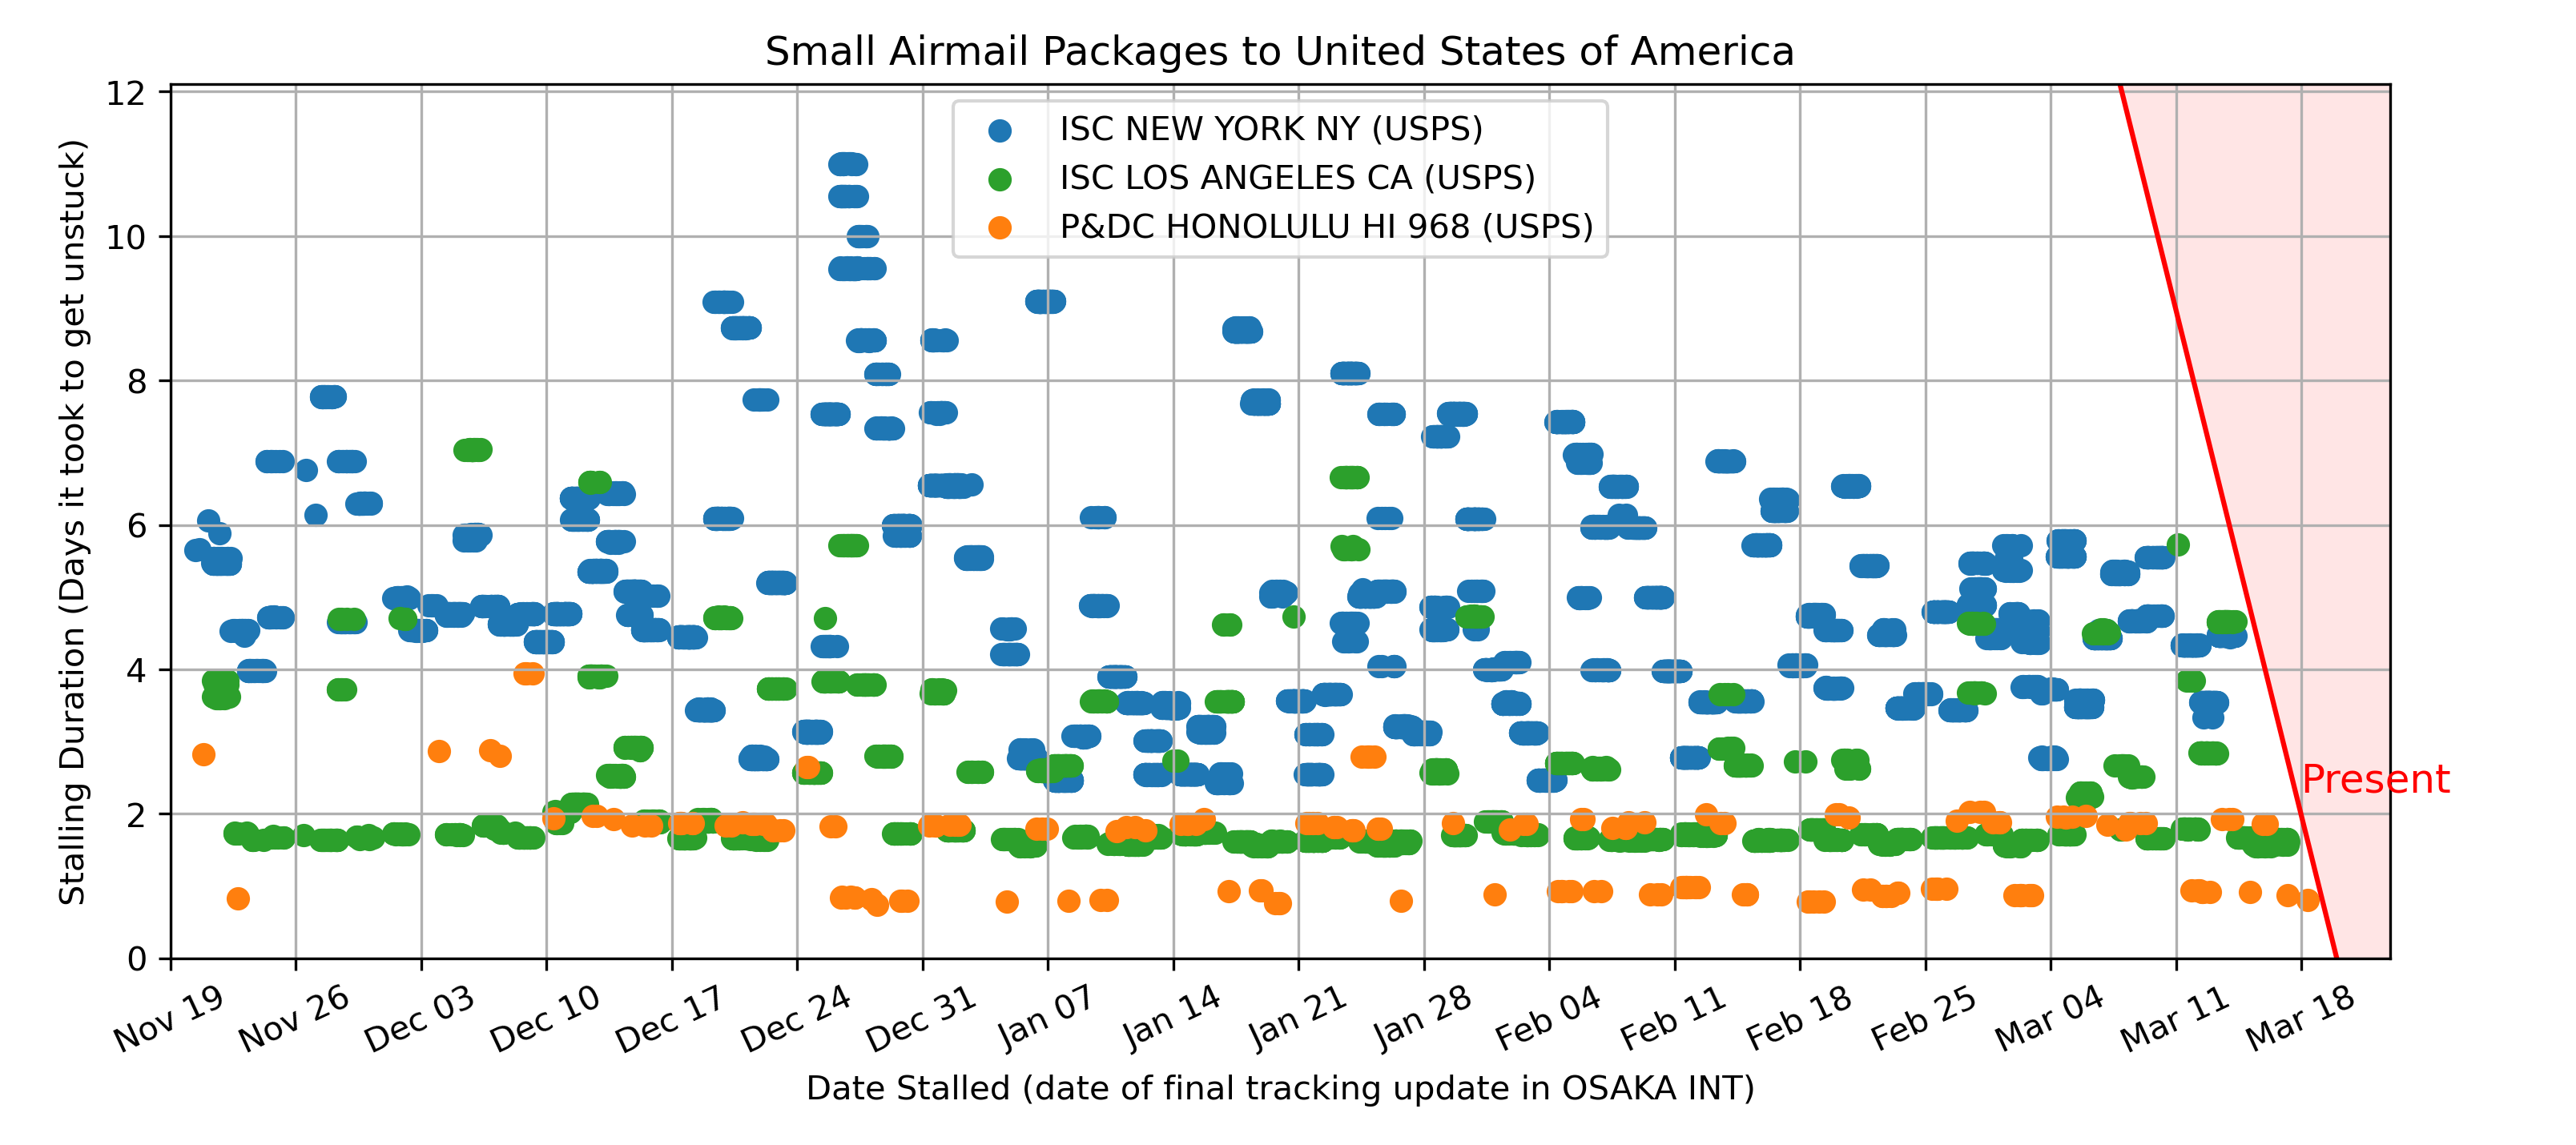 Small Airmail Packages to United States of America
12
10
8
6
4
2
0
Stalling Duration (Days it took to get unstuck)
ISC NEW YORK NY (USPS)
ISC LOS ANGELES CA (USPS)
P&DC HONOLULU HI 968 (USPS)
Present
Nov 19
Nov 26
Dec 03
Dec 10
Dec 17
Dec 24
Dec 31
Jan 07
Jan 14
Jan 21
Jan 28
Feb 04
Feb 11
Feb 18
Feb 25
Mar 04
Mar 11
Mar 18
Date Stalled (date of final tracking update in OSAKA INT)